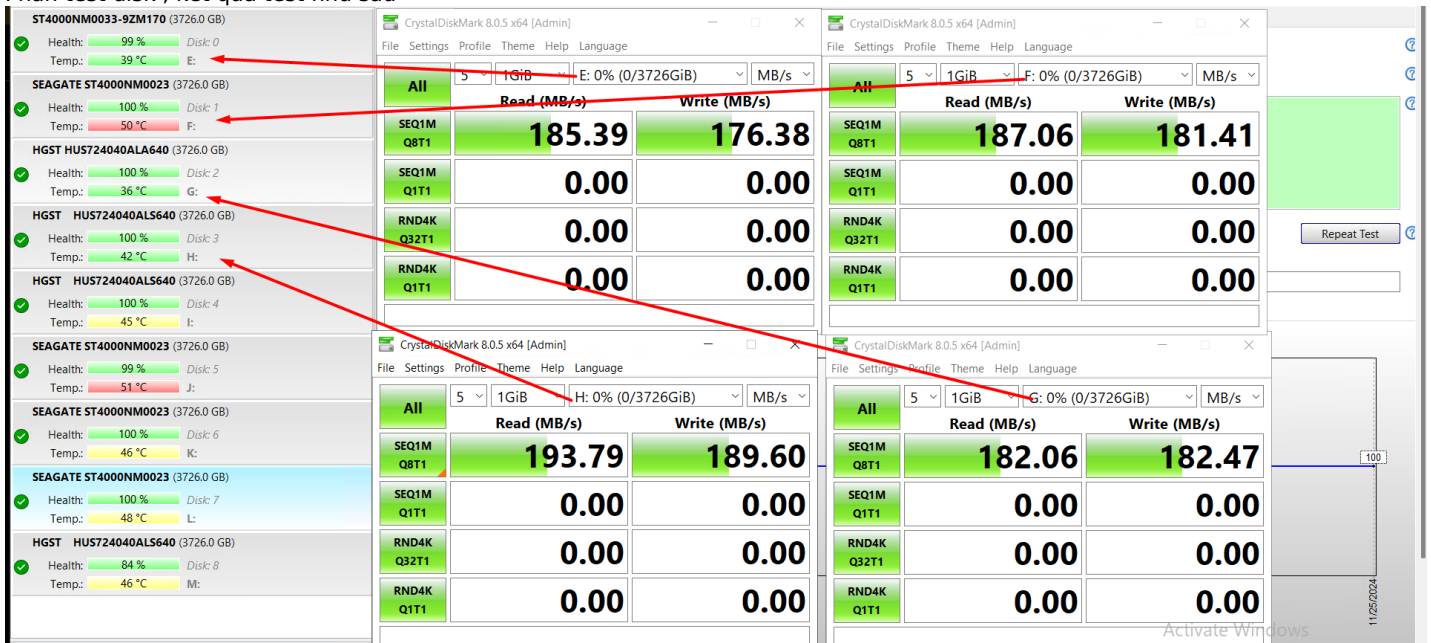 ST4000NM0033-9ZM170 (3726.0 GB)
Health: 99 % Disk: 0
Temp.: 39 °C E:
SEAGATE ST4000NM0023 (3726.0 GB)
Health: 100 % Disk: 1
Temp.: 50 °C F:
HGST HUS724040ALA640 (3726.0 GB)
Health: 100 % Disk: 2
Temp.: 36 °C G:
HGST HUS724040ALS640 (3726.0 GB)
Health: 100 % Disk: 3
Temp.: 42 °C H:
HGST HUS724040ALS640 (3726.0 GB)
Health: 100 % Disk: 4
Temp.: 45 °C I:
SEAGATE ST4000NM0023 (3726.0 GB)
Health: 99 % Disk: 5
Temp.: 51 °C J:
SEAGATE ST4000NM0023 (3726.0 GB)
Health: 100 % Disk: 6
Temp.: 46 °C K:
SEAGATE ST4000NM0023 (3726.0 GB)
Health: 100 % Disk: 7
Temp.: 48 °C L:
HGST HUS724040ALS640 (3726.0 GB)
Health: 84 % Disk: 8
Temp.: 46 °C M:
CrystalDiskMark 8.0.5 x64 [Admin]
File Settings Profile Theme Help Language
All 5 1GiB E: 0% (0/3726GiB) MB/s
Read (MB/s) Write (MB/s)
SEQ1M
Q8T1 185.39 176.38
SEQ1M
Q1T1 0.00 0.00
RND4K
Q32T1 0.00 0.00
RND4K
Q1T1 0.00 0.00
CrystalDiskMark 8.0.5 x64 [Admin]
File Settings Profile Theme Help Language
All 5 1GiB F: 0% (0/3726GiB) MB/s
Read (MB/s) Write (MB/s)
SEQ1M
Q8T1 187.06 181.41
SEQ1M
Q1T1 0.00 0.00
RND4K
Q32T1 0.00 0.00
RND4K
Q1T1 0.00 0.00
CrystalDiskMark 8.0.5 x64 [Admin]
File Settings Profile Theme Help Language
All 5 1GiB H: 0% (0/3726GiB) MB/s
Read (MB/s) Write (MB/s)
SEQ1M
Q8T1 193.79 189.60
SEQ1M
Q1T1 0.00 0.00
RND4K
Q32T1 0.00 0.00
RND4K
Q1T1 0.00 0.00
CrystalDiskMark 8.0.5 x64 [Admin]
File Settings Profile Theme Help Language
All 5 1GiB G: 0% (0/3726GiB) MB/s
Read (MB/s) Write (MB/s)
SEQ1M
Q8T1 182.06 182.47
SEQ1M
Q1T1 0.00 0.00
RND4K
Q32T1 0.00 0.00
RND4K
Q1T1 0.00 0.00
Repeat Test
100
11/25/2024
Activate Windows